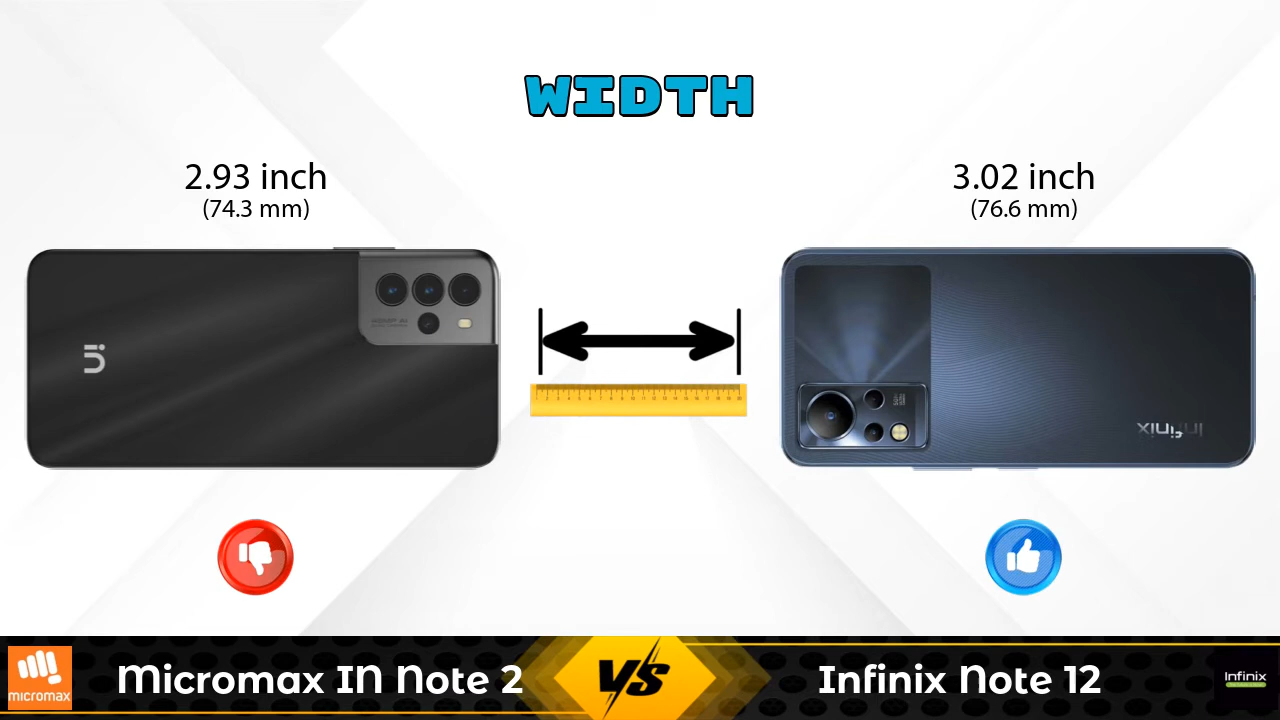 WIDTH
2.93 inch
(74.3 mm)
3.02 inch
(76.6 mm)
Infinix
micromax
Micromax IN Note 2
VS
Infinix Note 12
Infinix